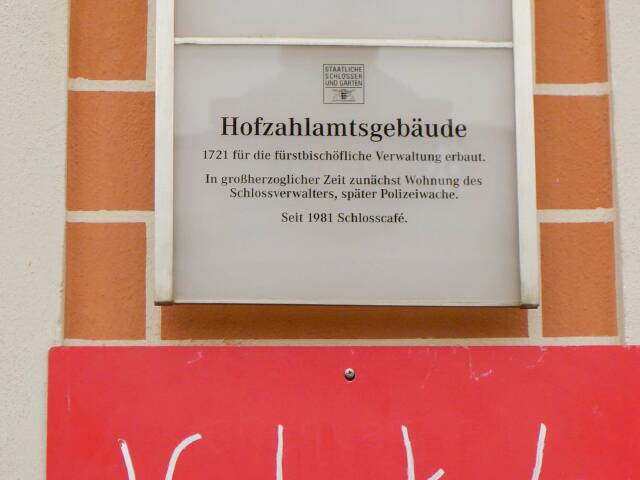 STAATLICHE
SCHLÖSSER
UND GÄRTEN
Hofzahlamtsgebäude
1721 für die fürstbischöfliche Verwaltung erbaut.
In großherzoglicher Zeit zunächst Wohnung des
Schlossverwalters, später Polizeiwache.
Seit 1981 Schlosscafé.